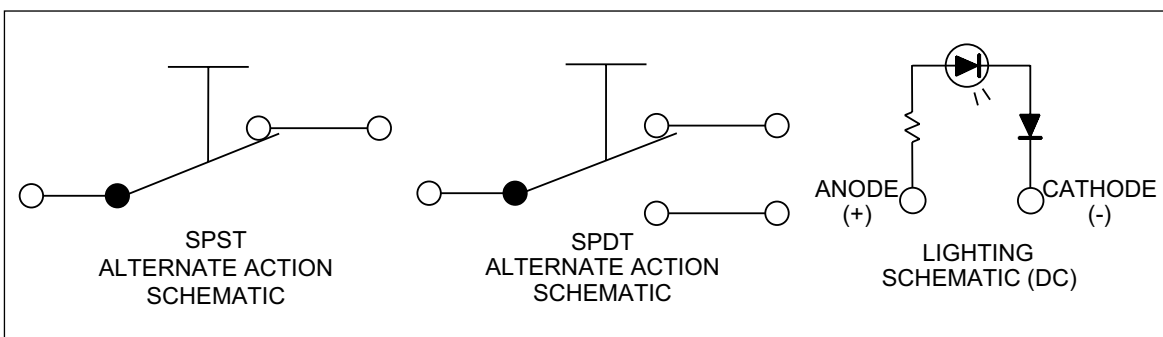 SPST
ALTERNATE ACTION
SCHEMATIC
SPDT
ALTERNATE ACTION
SCHEMATIC
ANODE
(+)
CATHODE
(-)
LIGHTING
SCHEMATIC (DC)